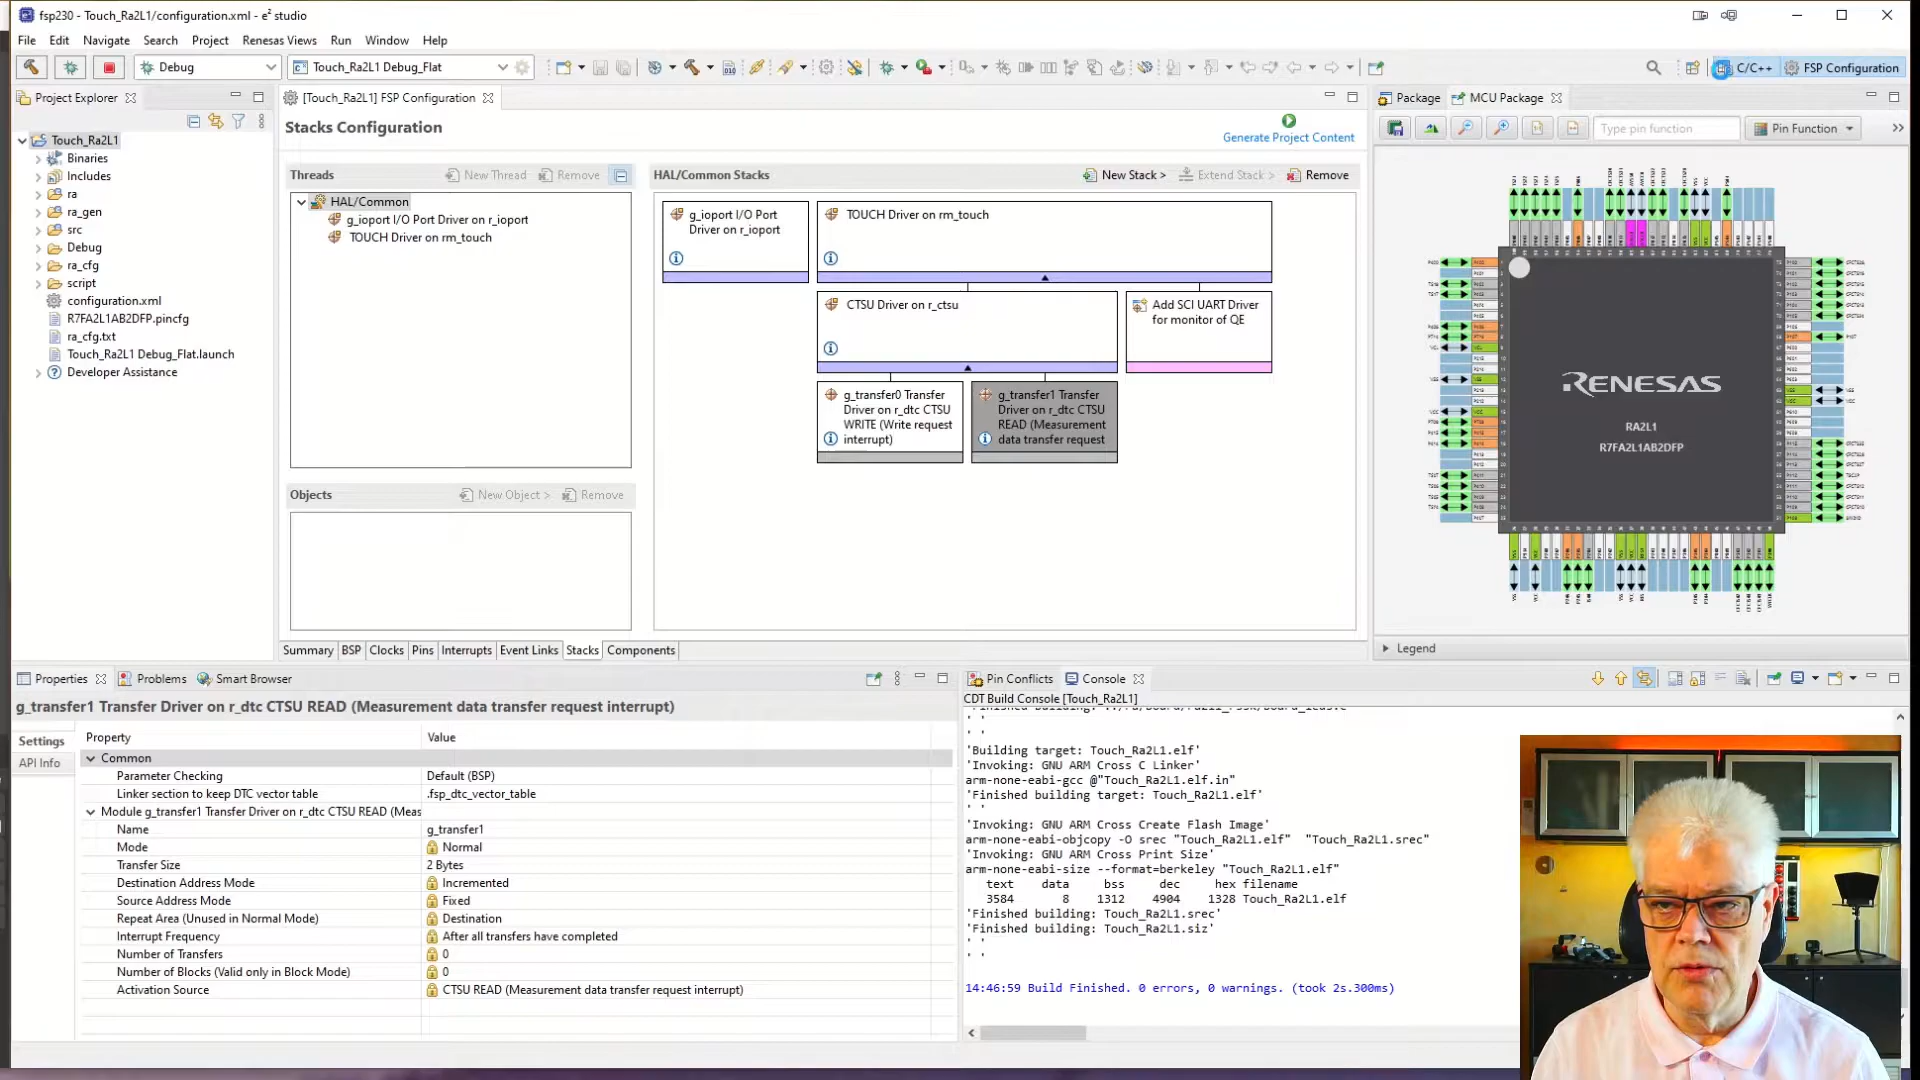 fsp230 - Touch_Ra2L1/configuration.xml - e² studio
File Edit Navigate Search Project Renesas Views Run Window Help
Debug
Touch_Ra2L1 Debug_Flat
C/C++
FSP Configuration
Project Explorer
Touch_Ra2L1
Binaries
Includes
ra
ra_gen
src
Debug
ra_cfg
script
configuration.xml
R7FA2L1AB2DFP.pincfg
ra_cfg.txt
Touch_Ra2L1 Debug_Flat.launch
Developer Assistance
[Touch_Ra2L1] FSP Configuration
Stacks Configuration
Generate Project Content
Threads
New Thread
Remove
HAL/Common
g_ioport I/O Port Driver on r_ioport
TOUCH Driver on rm_touch
Objects
New Object >
Remove
HAL/Common Stacks
New Stack >
Extend Stack >
Remove
g_ioport I/O Port
Driver on r_ioport
TOUCH Driver on rm_touch
CTSU Driver on r_ctsu
Add SCI UART Driver
for monitor of QE
g_transfer0 Transfer
Driver on r_dtc CTSU
WRITE (Write request
interrupt)
g_transfer1 Transfer
Driver on r_dtc CTSU
READ (Measurement
data transfer request
Summary BSP Clocks Pins Interrupts Event Links Stacks Components
Package
MCU Package
Type pin function
Pin Function
RENESAS
RA2L1
R7FA2L1AB2DFP
Legend
Properties
Problems
Smart Browser
g_transfer1 Transfer Driver on r_dtc CTSU READ (Measurement data transfer request interrupt)
Settings
API Info
Property Value
Common
Parameter Checking Default (BSP)
Linker section to keep DTC vector table .fsp_dtc_vector_table
Module g_transfer1 Transfer Driver on r_dtc CTSU READ (Meas
Name g_transfer1
Mode Normal
Transfer Size 2 Bytes
Destination Address Mode Incremented
Source Address Mode Fixed
Repeat Area (Unused in Normal Mode) Destination
Interrupt Frequency After all transfers have completed
Number of Transfers 0
Number of Blocks (Valid only in Block Mode) 0
Activation Source CTSU READ (Measurement data transfer request interrupt)
Pin Conflicts
Console
CDT Build Console [Touch_Ra2L1]
' '
' '
'Building target: Touch_Ra2L1.elf'
'Invoking: GNU ARM Cross C Linker'
arm-none-eabi-gcc @"Touch_Ra2L1.elf.in"
'Finished building target: Touch_Ra2L1.elf'
' '
'Invoking: GNU ARM Cross Create Flash Image'
arm-none-eabi-objcopy -O srec "Touch_Ra2L1.elf" "Touch_Ra2L1.srec"
'Invoking: GNU ARM Cross Print Size'
arm-none-eabi-size --format=berkeley "Touch_Ra2L1.elf"
text data bss dec hex filename
3584 8 1312 4904 1328 Touch_Ra2L1.elf
'Finished building: Touch_Ra2L1.srec'
'Finished building: Touch_Ra2L1.siz'
' '
14:46:59 Build Finished. 0 errors, 0 warnings. (took 2s.300ms)